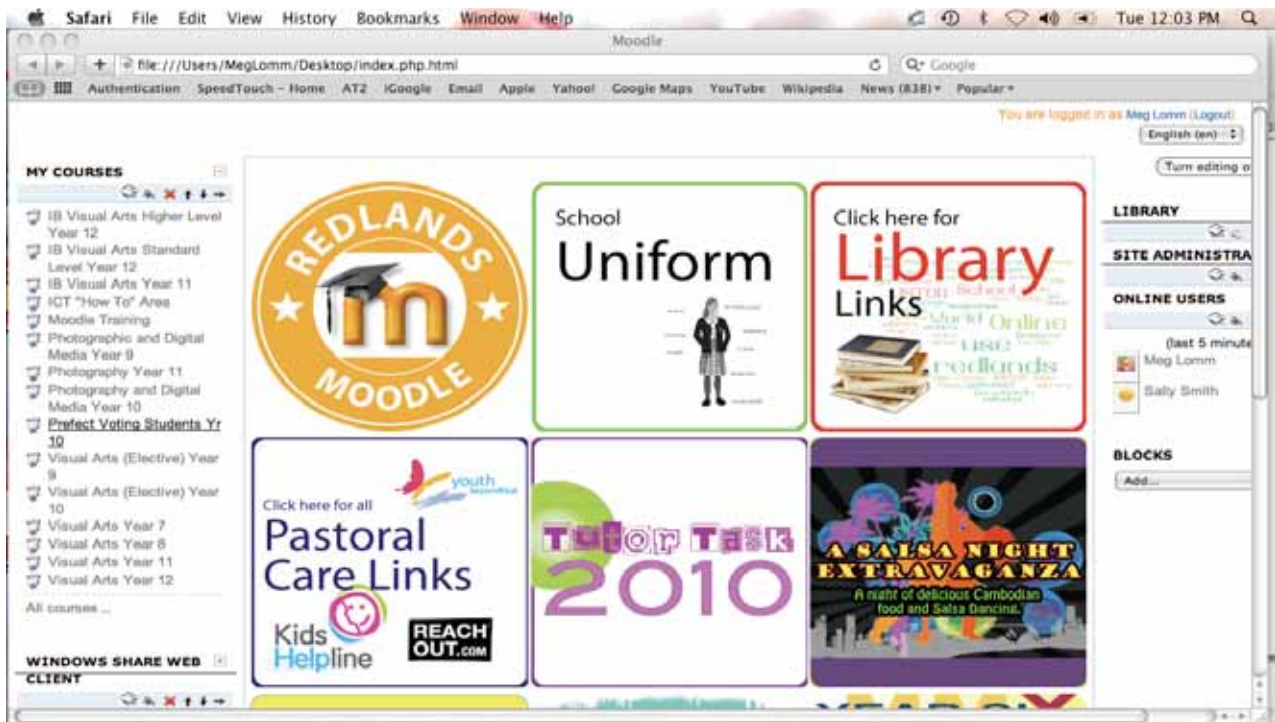 Safari File Edit View History Bookmarks Window Help
Tue 12:03 PM
Moodle
file:///Users/MegLomm/Desktop/index.php.html
Google
Authentication SpeedTouch - Home AT2 iGoogle Email Apple Yahoo! Google Maps YouTube Wikipedia News (838) Popular
You are logged in as Meg Lomm (Logout)
English (en)
Turn editing o
MY COURSES
IB Visual Arts Higher Level
Year 12
IB Visual Arts Standard
Level Year 12
IB Visual Arts Year 11
ICT "How To" Area
Moodle Training
Photographic and Digital
Media Year 9
Photography Year 11
Photography and Digital
Media Year 10
Prefect Voting Students Yr
10
Visual Arts (Elective) Year
9
Visual Arts (Elective) Year
10
Visual Arts Year 7
Visual Arts Year 8
Visual Arts Year 11
Visual Arts Year 12
All courses ...
WINDOWS SHARE WEB
CLIENT
REDLANDS
m
MOODLE
School
Uniform
Click here for
Library
Links
School
World Online
use
redlands
youth
beyondblue
Click here for all
Pastoral
Care Links
Kids
Helpline
REACH
OUT.COM
Tutor Task
2010
A SALSA NIGHT
EXTRAVAGANZA
A night of delicious Cambodian
food and Salsa Dancing.
YEAR SIX
LIBRARY
SITE ADMINISTRA
ONLINE USERS
(last 5 minute
Meg Lomm
Sally Smith
BLOCKS
Add...